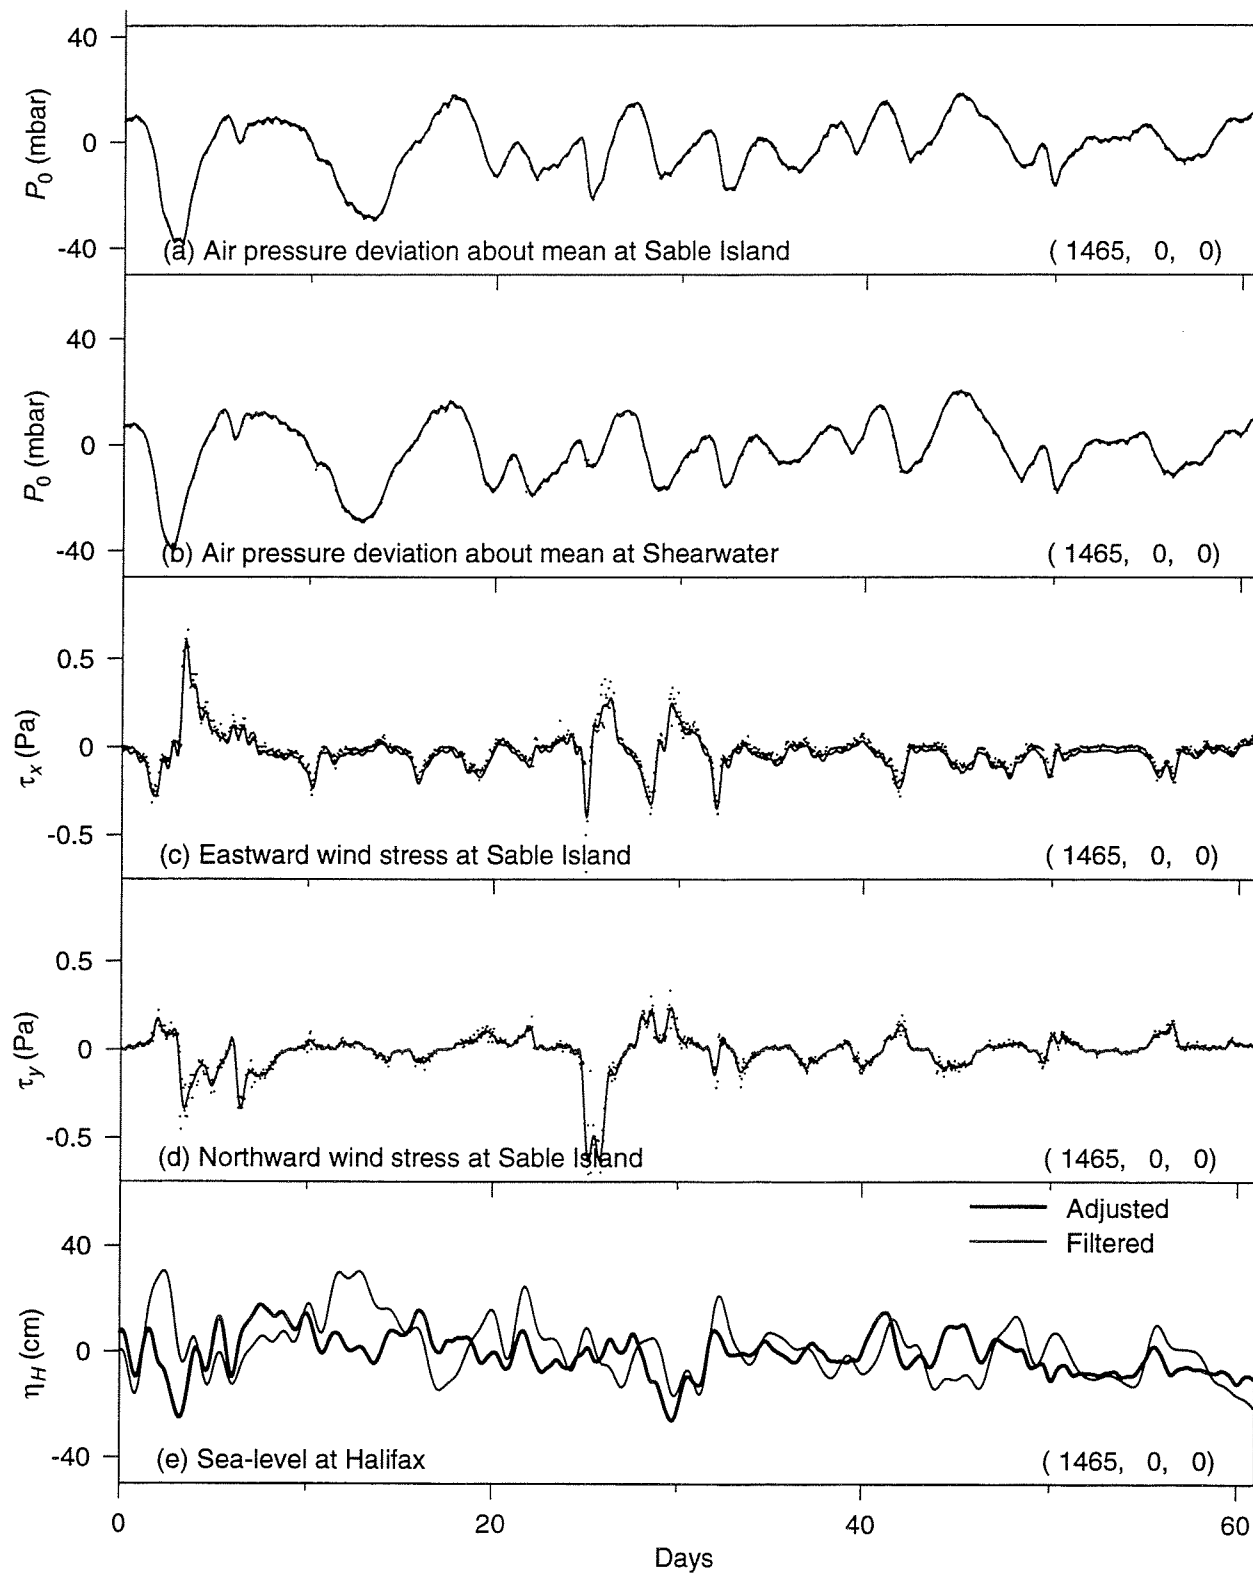 40
0
-40
P0 (mbar)
(a) Air pressure deviation about mean at Sable Island
( 1465, 0, 0)
40
0
-40
P0 (mbar)
(b) Air pressure deviation about mean at Shearwater
( 1465, 0, 0)
0.5
0
-0.5
τx (Pa)
(c) Eastward wind stress at Sable Island
( 1465, 0, 0)
0.5
0
-0.5
τy (Pa)
(d) Northward wind stress at Sable Island
( 1465, 0, 0)
Adjusted
Filtered
40
0
-40
ηH (cm)
(e) Sea-level at Halifax
( 1465, 0, 0)
0 20 40 60
Days